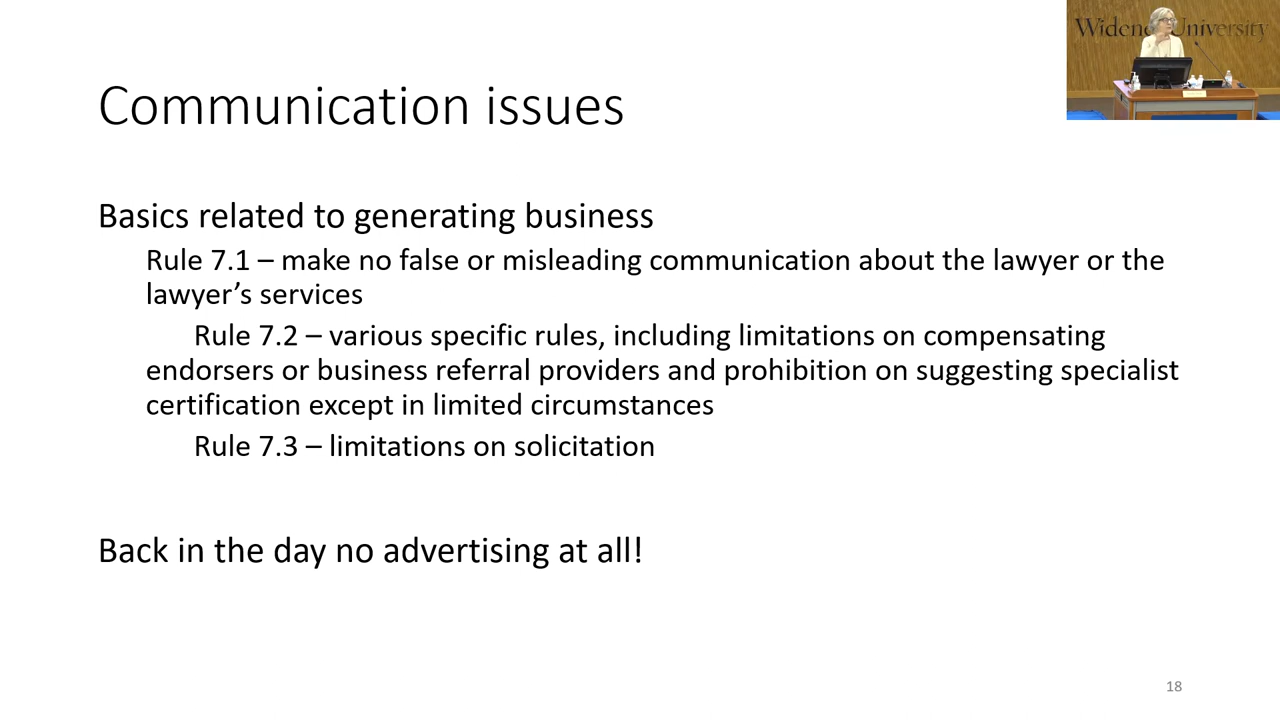 Widener University
Communication issues
Basics related to generating business
Rule 7.1 – make no false or misleading communication about the lawyer or the
lawyer’s services
Rule 7.2 – various specific rules, including limitations on compensating
endorsers or business referral providers and prohibition on suggesting specialist
certification except in limited circumstances
Rule 7.3 – limitations on solicitation
Back in the day no advertising at all!
18